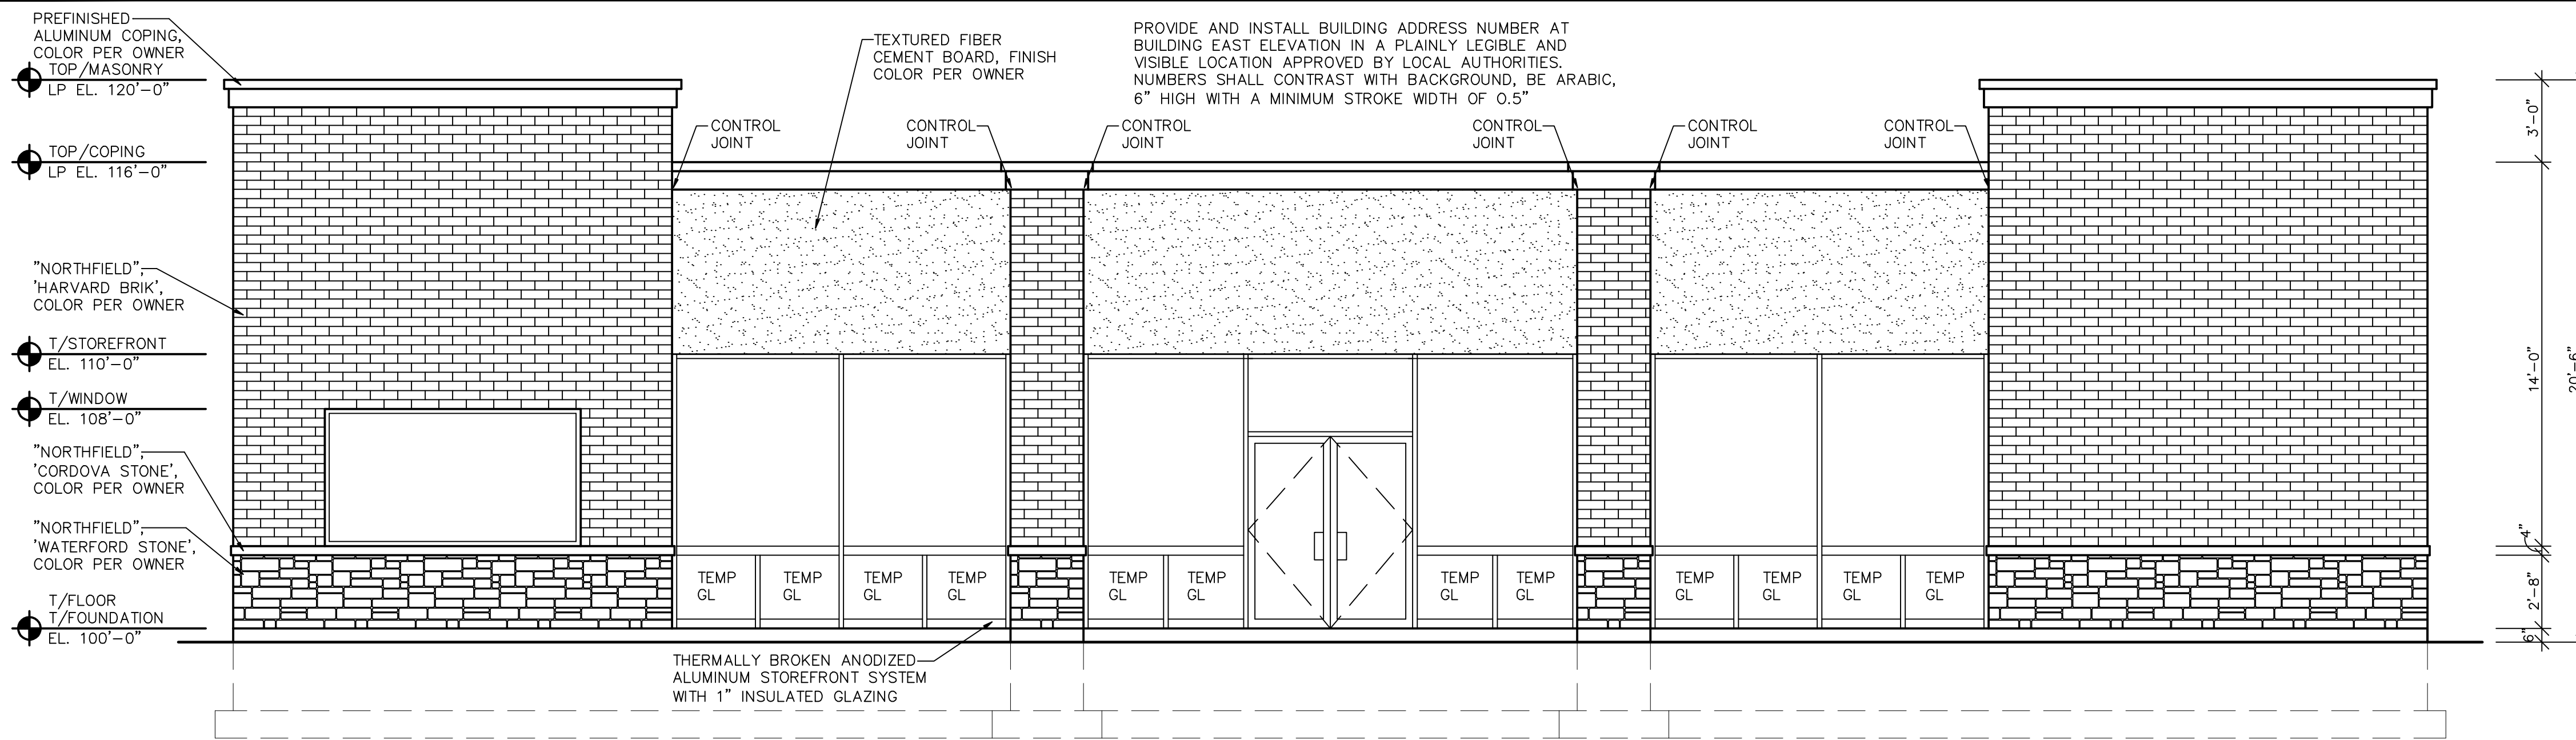 PREFINISHED
ALUMINUM COPING,
COLOR PER OWNER
TOP/MASONRY
LP EL. 120'-0"
TOP/COPING
LP EL. 116'-0"
"NORTHFIELD",
'HARVARD BRIK',
COLOR PER OWNER
T/STOREFRONT
EL. 110'-0"
T/WINDOW
EL. 108'-0"
"NORTHFIELD",
'CORDOVA STONE',
COLOR PER OWNER
"NORTHFIELD",
'WATERFORD STONE',
COLOR PER OWNER
T/FLOOR
T/FOUNDATION
EL. 100'-0"
TEXTURED FIBER
CEMENT BOARD, FINISH
COLOR PER OWNER
PROVIDE AND INSTALL BUILDING ADDRESS NUMBER AT
BUILDING EAST ELEVATION IN A PLAINLY LEGIBLE AND
VISIBLE LOCATION APPROVED BY LOCAL AUTHORITIES.
NUMBERS SHALL CONTRAST WITH BACKGROUND, BE ARABIC,
6" HIGH WITH A MINIMUM STROKE WIDTH OF 0.5"
CONTROL
JOINT
CONTROL
JOINT
CONTROL
JOINT
CONTROL
JOINT
CONTROL
JOINT
CONTROL
JOINT
TEMP
GL
TEMP
GL
TEMP
GL
TEMP
GL
TEMP
GL
TEMP
GL
TEMP
GL
TEMP
GL
TEMP
GL
TEMP
GL
TEMP
GL
TEMP
GL
THERMALLY BROKEN ANODIZED
ALUMINUM STOREFRONT SYSTEM
WITH 1" INSULATED GLAZING
3'-0"
14'-0"
4"
2'-8"
6"
20'-6"